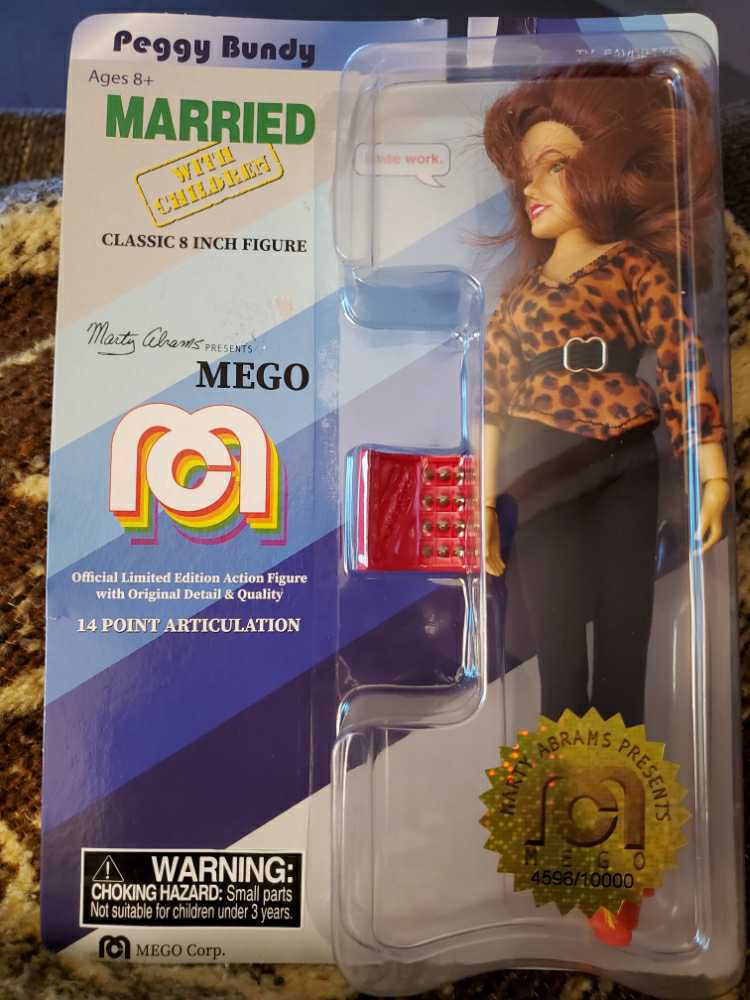 Peggy Bundy
TV FAVORITES
Ages 8+
MARRIED
WITH
CHILDREN
work.
CLASSIC 8 INCH FIGURE
Marty Abrams PRESENTS
MEGO
Official Limited Edition Action Figure
with Original Detail & Quality
14 POINT ARTICULATION
MARTY ABRAMS PRESENTS
MEGO
4596/10000
WARNING:
CHOKING HAZARD: Small parts
Not suitable for children under 3 years.
MEGO Corp.